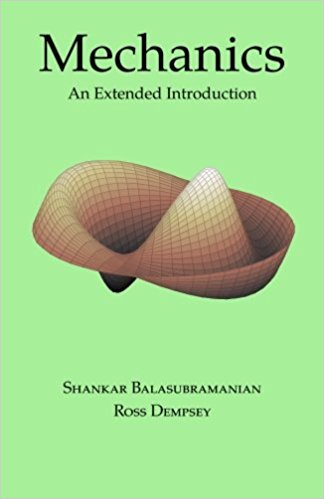 Mechanics
An Extended Introduction
Shankar Balasubramanian
Ross Dempsey